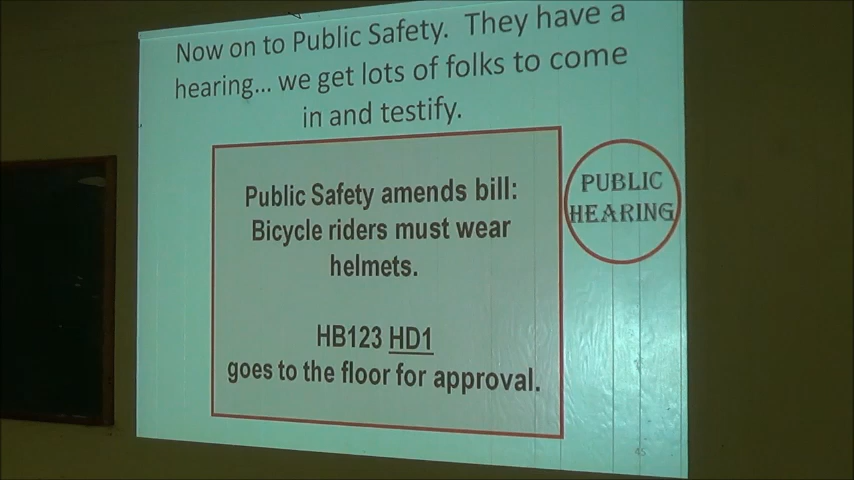 Now on to Public Safety. They have a
hearing... we get lots of folks to come
in and testify.
Public Safety amends bill:
Bicycle riders must wear
helmets.
HB123 HD1
goes to the floor for approval.
PUBLIC
HEARING
45